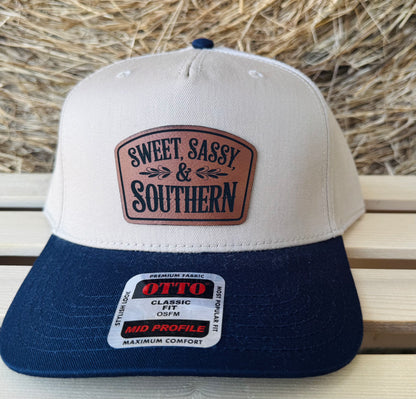 SWEET, SASSY,
&
SOUTHERN
PREMIUM FABRIC
STYLISH LOOK
OTTO
CLASSIC
FIT
OSFM
MID PROFILE
MOST POPULAR FIT
MAXIMUM COMFORT